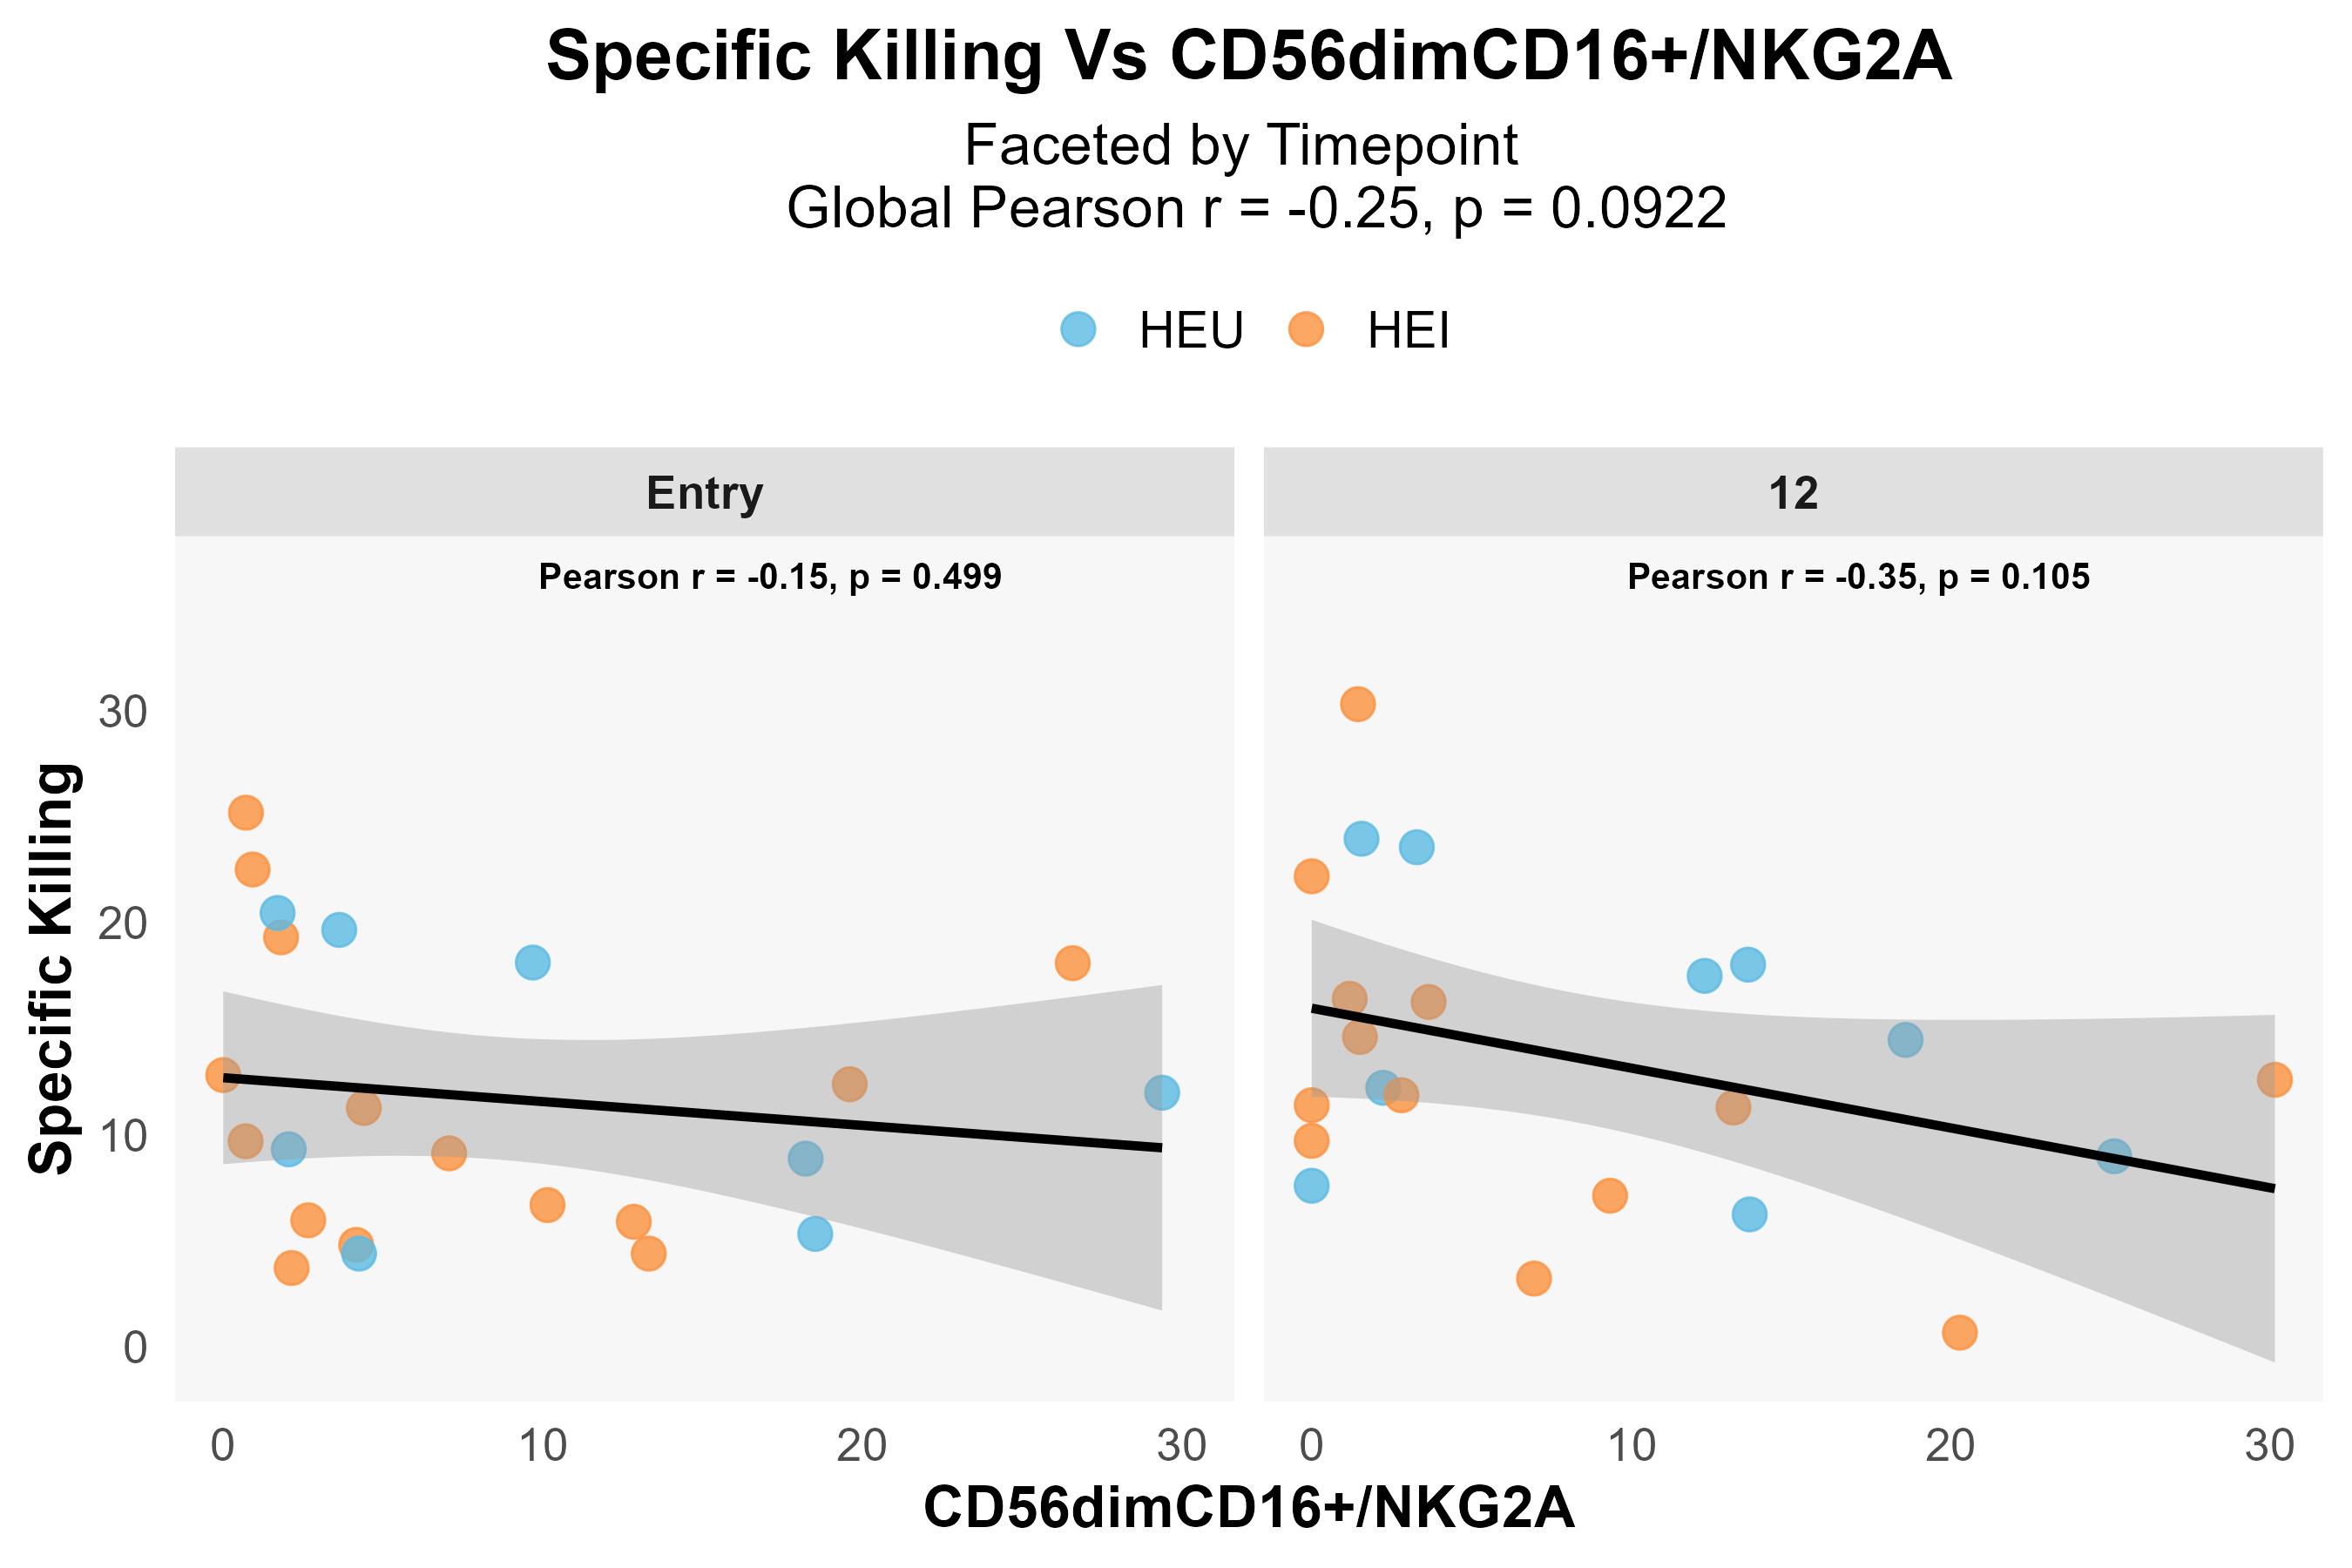 Specific Killing Vs CD56dimCD16+/NKG2A
Faceted by Timepoint
Global Pearson r = -0.25, p = 0.0922
HEU HEI
Entry
12
Pearson r = -0.15, p = 0.499
Pearson r = -0.35, p = 0.105
Specific Killing
30
20
10
0
0 10 20 30
0 10 20 30
CD56dimCD16+/NKG2A